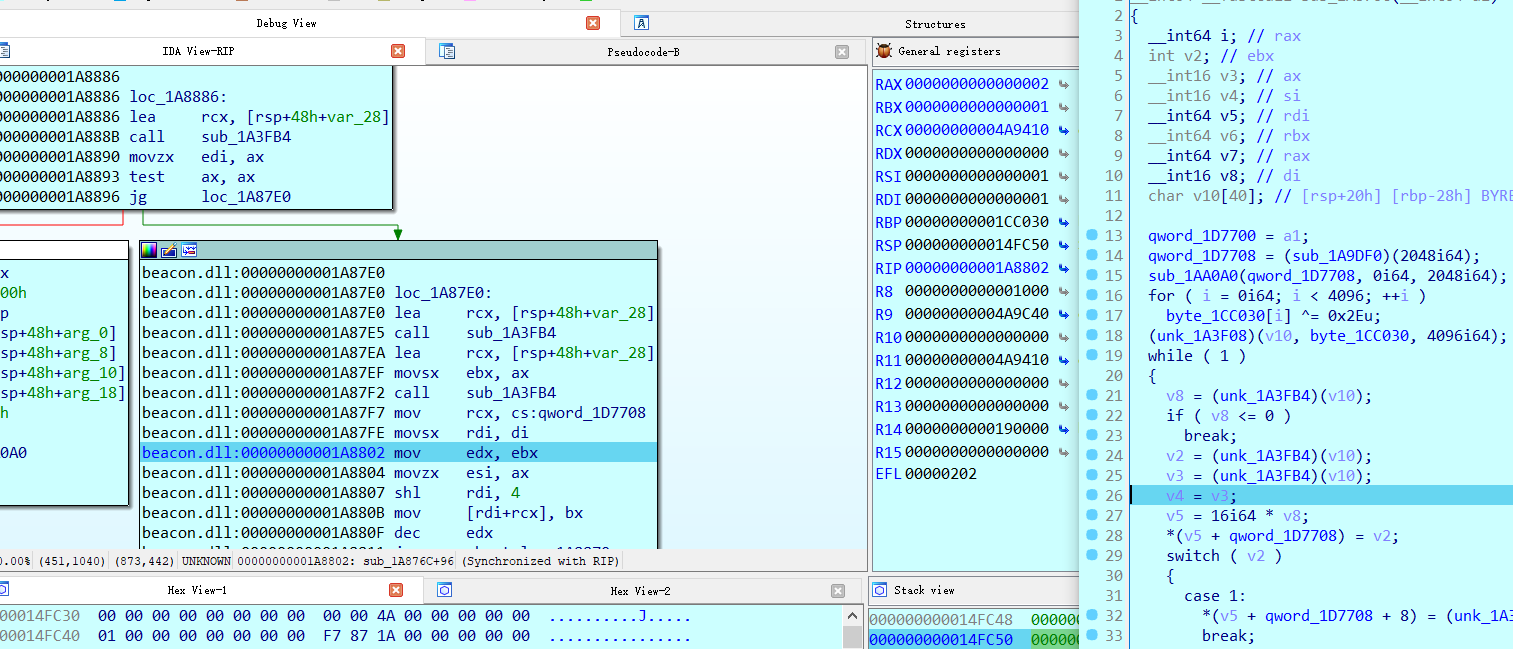 Debug View
Structures
IDA View-RIP
Pseudocode-B
General registers
000000001A8886
000000001A8886 loc_1A8886:
000000001A8886 lea rcx, [rsp+48h+var_28]
000000001A888B call sub_1A3FB4
000000001A8890 movzx edi, ax
000000001A8893 test ax, ax
000000001A8896 jg loc_1A87E0
x
00h
p
sp+48h+arg_0]
sp+48h+arg_8]
sp+48h+arg_10]
sp+48h+arg_18]
h
0A0
beacon.dll:00000000001A87E0
beacon.dll:00000000001A87E0 loc_1A87E0:
beacon.dll:00000000001A87E0 lea rcx, [rsp+48h+var_28]
beacon.dll:00000000001A87E5 call sub_1A3FB4
beacon.dll:00000000001A87EA lea rcx, [rsp+48h+var_28]
beacon.dll:00000000001A87EF movsx ebx, ax
beacon.dll:00000000001A87F2 call sub_1A3FB4
beacon.dll:00000000001A87F7 mov rcx, cs:qword_1D7708
beacon.dll:00000000001A87FE movsx rdi, di
beacon.dll:00000000001A8802 mov edx, ebx
beacon.dll:00000000001A8804 movzx esi, ax
beacon.dll:00000000001A8807 shl rdi, 4
beacon.dll:00000000001A880B mov [rdi+rcx], bx
beacon.dll:00000000001A880F dec edx
0.00% (451,1040) (873,442) UNKNOWN 00000000001A8802: sub_1A876C+96 (Synchronized with RIP)
RAX 0000000000000002
RBX 0000000000000001
RCX 00000000004A9410
RDX 0000000000000000
RSI 0000000000000001
RDI 0000000000000001
RBP 00000000001CC030
RSP 000000000014FC50
RIP 00000000001A8802
R8 0000000000001000
R9 00000000004A9C40
R10 0000000000000000
R11 00000000004A9410
R12 0000000000000000
R13 0000000000000000
R14 0000000000190000
R15 0000000000000000
EFL 00000202
Hex View-1
Hex View-2
Stack view
00014FC30 00 00 00 00 00 00 00 00 00 00 4A 00 00 00 00 00 ..........J.....
00014FC40 01 00 00 00 00 00 00 00 F7 87 1A 00 00 00 00 00 ................
000000000014FC48 00000
000000000014FC50 00000
2 {
3 __int64 i; // rax
4 int v2; // ebx
5 __int16 v3; // ax
6 __int16 v4; // si
7 __int64 v5; // rdi
8 __int64 v6; // rbx
9 __int64 v7; // rax
10 __int16 v8; // di
11 char v10[40]; // [rsp+20h] [rbp-28h] BYRE
12
13 qword_1D7700 = a1;
14 qword_1D7708 = (sub_1A9DF0)(2048i64);
15 sub_1AA0A0(qword_1D7708, 0i64, 2048i64);
16 for ( i = 0i64; i < 4096; ++i )
17 byte_1CC030[i] ^= 0x2Eu;
18 (unk_1A3F08)(v10, byte_1CC030, 4096i64);
19 while ( 1 )
20 {
21 v8 = (unk_1A3FB4)(v10);
22 if ( v8 <= 0 )
23 break;
24 v2 = (unk_1A3FB4)(v10);
25 v3 = (unk_1A3FB4)(v10);
26 v4 = v3;
27 v5 = 16i64 * v8;
28 *(v5 + qword_1D7708) = v2;
29 switch ( v2 )
30 {
31 case 1:
32 *(v5 + qword_1D7708 + 8) = (unk_1A3
33 break;